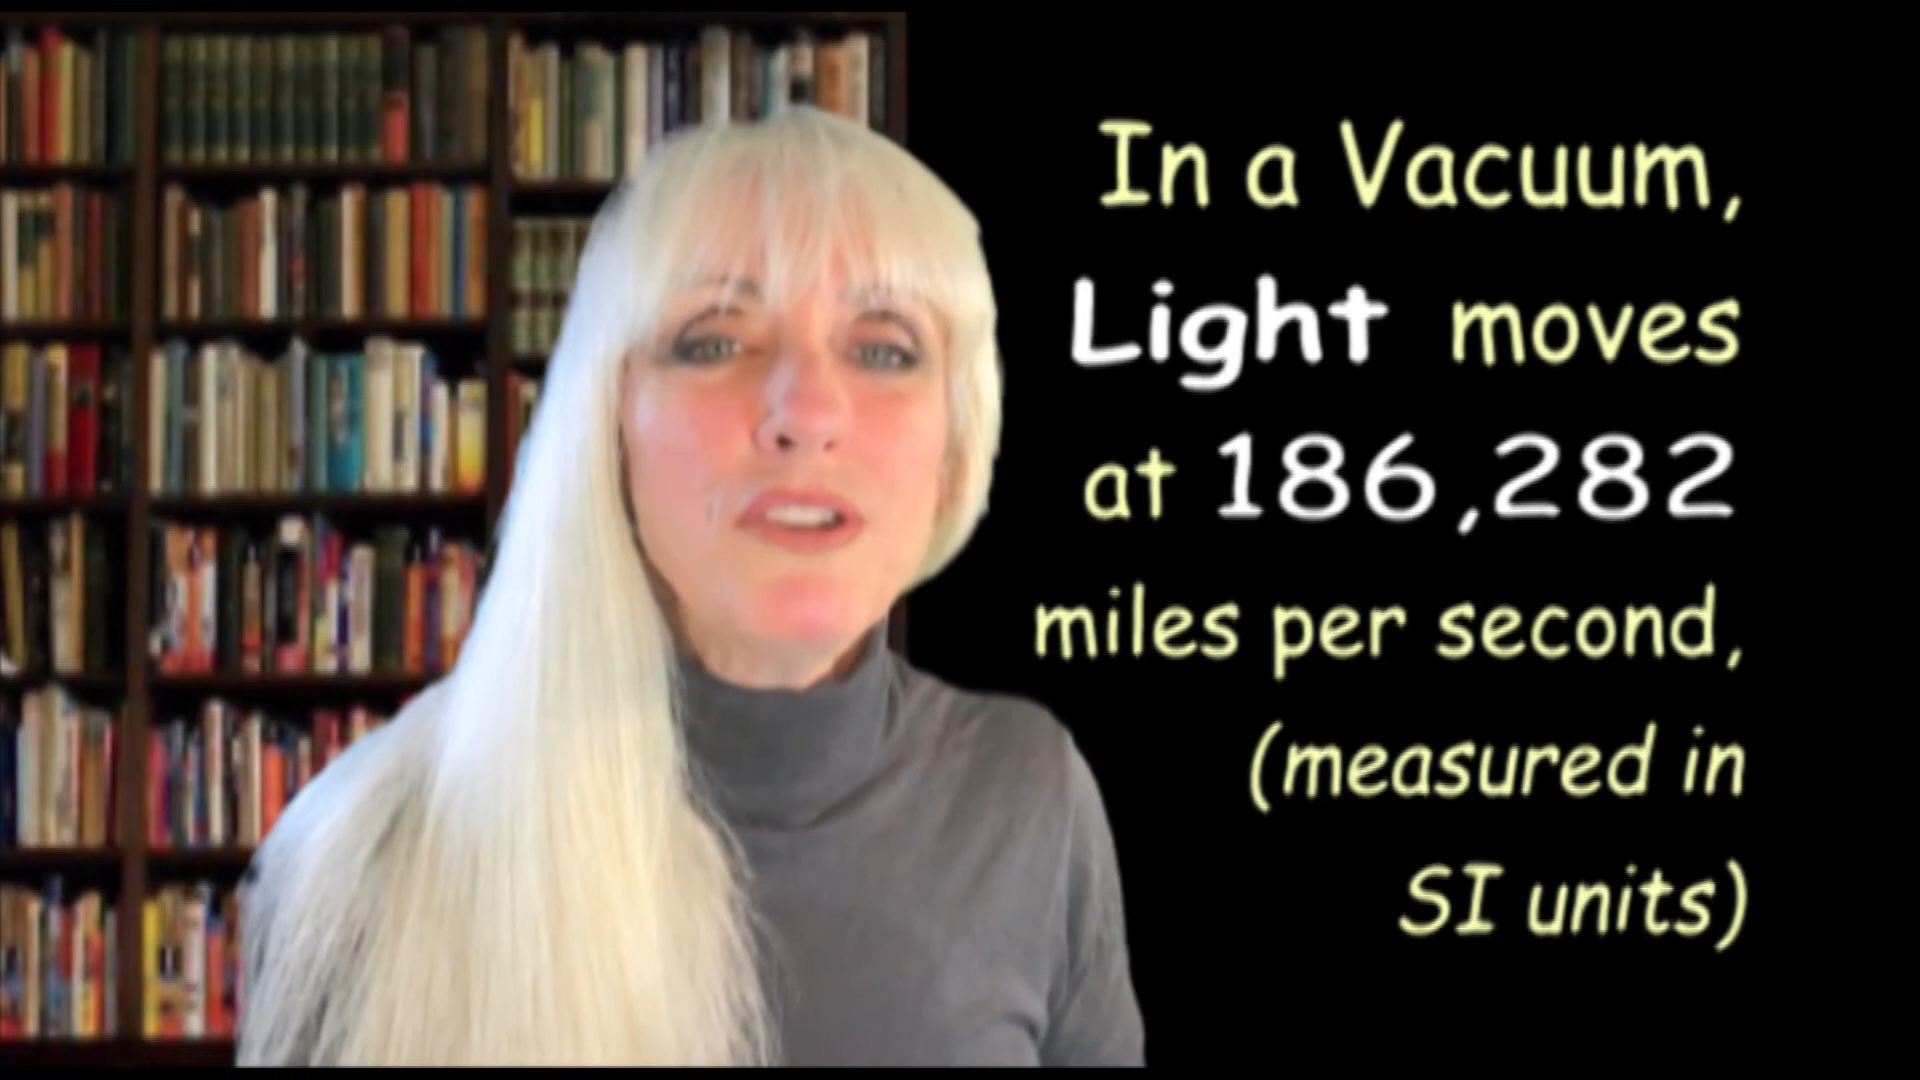 In a Vacuum,
Light moves
at 186,282
miles per second,
(measured in
SI units)